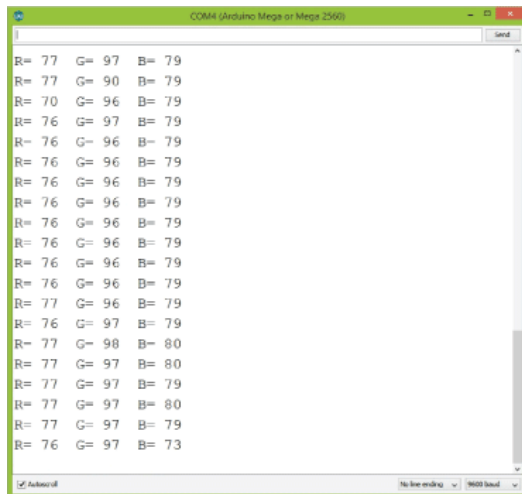 COM4 (Arduino Mega or Mega 2560)
Send
R= 77 G= 97 B= 79
R= 77 G= 90 B= 79
R= 70 G= 96 B= 79
R= 76 G= 97 B= 79
R= 76 G= 96 B= 79
R= 76 G= 96 B= 79
R= 76 G= 96 B= 79
R= 76 G= 96 B= 79
R= 76 G= 96 B= 79
R= 76 G= 96 B= 79
R= 76 G= 96 B= 79
R= 76 G= 96 B= 79
R= 77 G= 96 B= 79
R= 76 G= 97 B= 79
R= 77 G= 98 B= 80
R= 77 G= 97 B= 80
R= 77 G= 97 B= 79
R= 77 G= 97 B= 80
R= 77 G= 97 B= 79
R= 76 G= 97 B= 73
Autoscroll No line ending 9600 baud